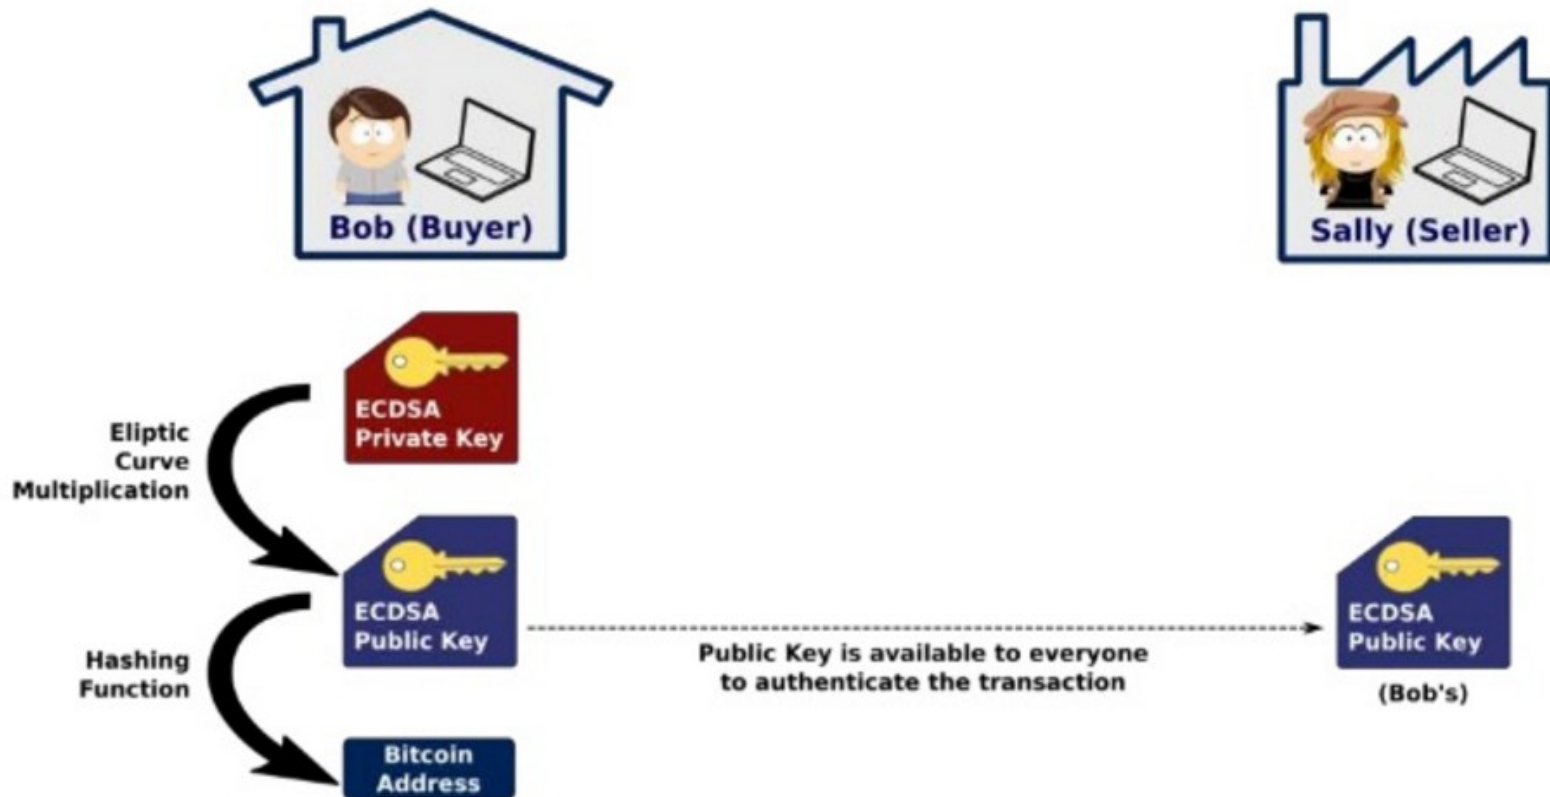 Bob (Buyer)
Sally (Seller)
ECDSA
Private Key
Eliptic
Curve
Multiplication
ECDSA
Public Key
ECDSA
Public Key
Public Key is available to everyone
to authenticate the transaction
(Bob's)
Hashing
Function
Bitcoin
Address